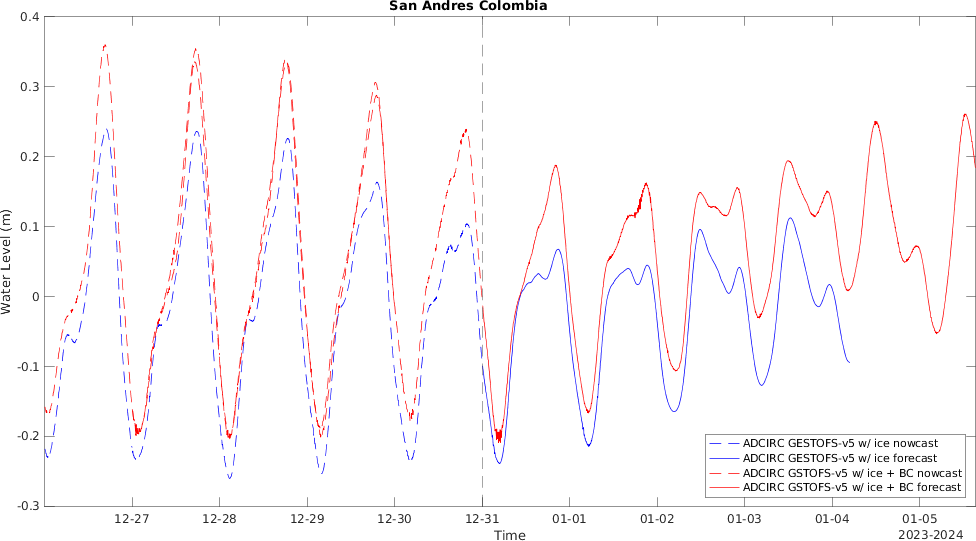 San Andres Colombia
0.4
0.3
0.2
0.1
0
-0.1
-0.2
-0.3
Water Level (m)
12-27 12-28 12-29 12-30 12-31 01-01 01-02 01-03 01-04 01-05
Time
2023-2024
ADCIRC GESTOFS-v5 w/ ice nowcast
ADCIRC GESTOFS-v5 w/ ice forecast
ADCIRC GSTOFS-v5 w/ ice + BC nowcast
ADCIRC GSTOFS-v5 w/ ice + BC forecast